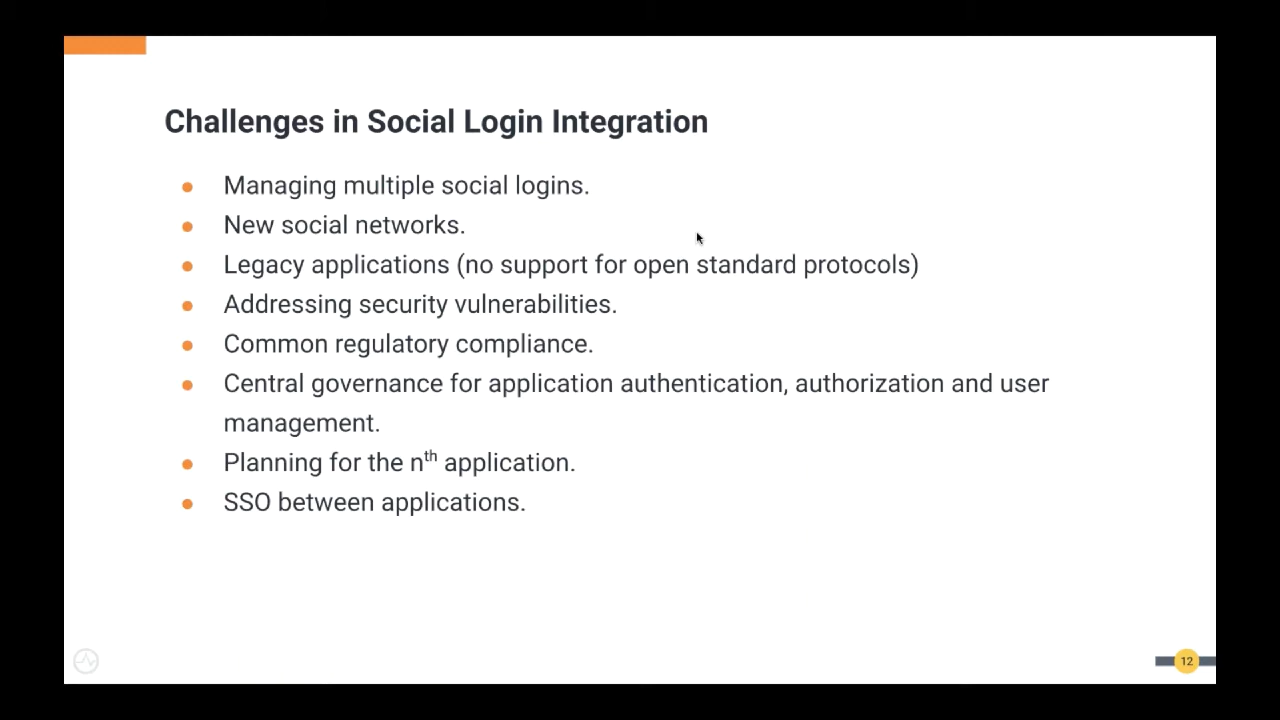 Challenges in Social Login Integration
● Managing multiple social logins.
● New social networks.
● Legacy applications (no support for open standard protocols)
● Addressing security vulnerabilities.
● Common regulatory compliance.
● Central governance for application authentication, authorization and user
management.
● Planning for the nth application.
● SSO between applications.
12